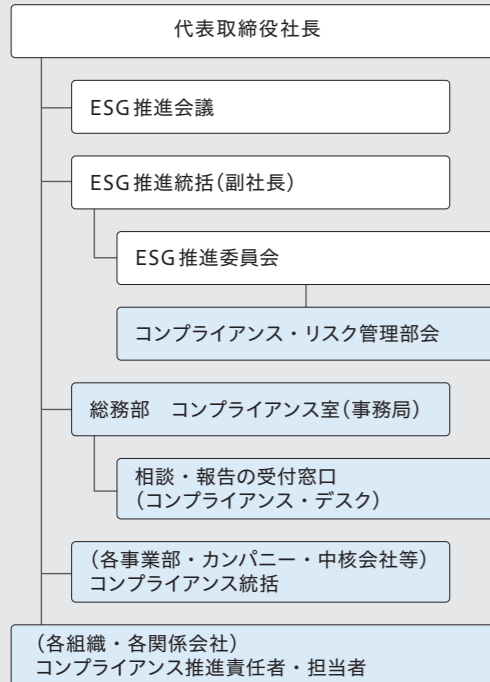 代表取締役社長
ESG推進会議
ESG推進統括(副社長)
ESG推進委員会
コンプライアンス・リスク管理部会
総務部　コンプライアンス室(事務局)
相談・報告の受付窓口
(コンプライアンス・デスク)
(各事業部・カンパニー・中核会社等)
コンプライアンス統括
(各組織・各関係会社)
コンプライアンス推進責任者・担当者